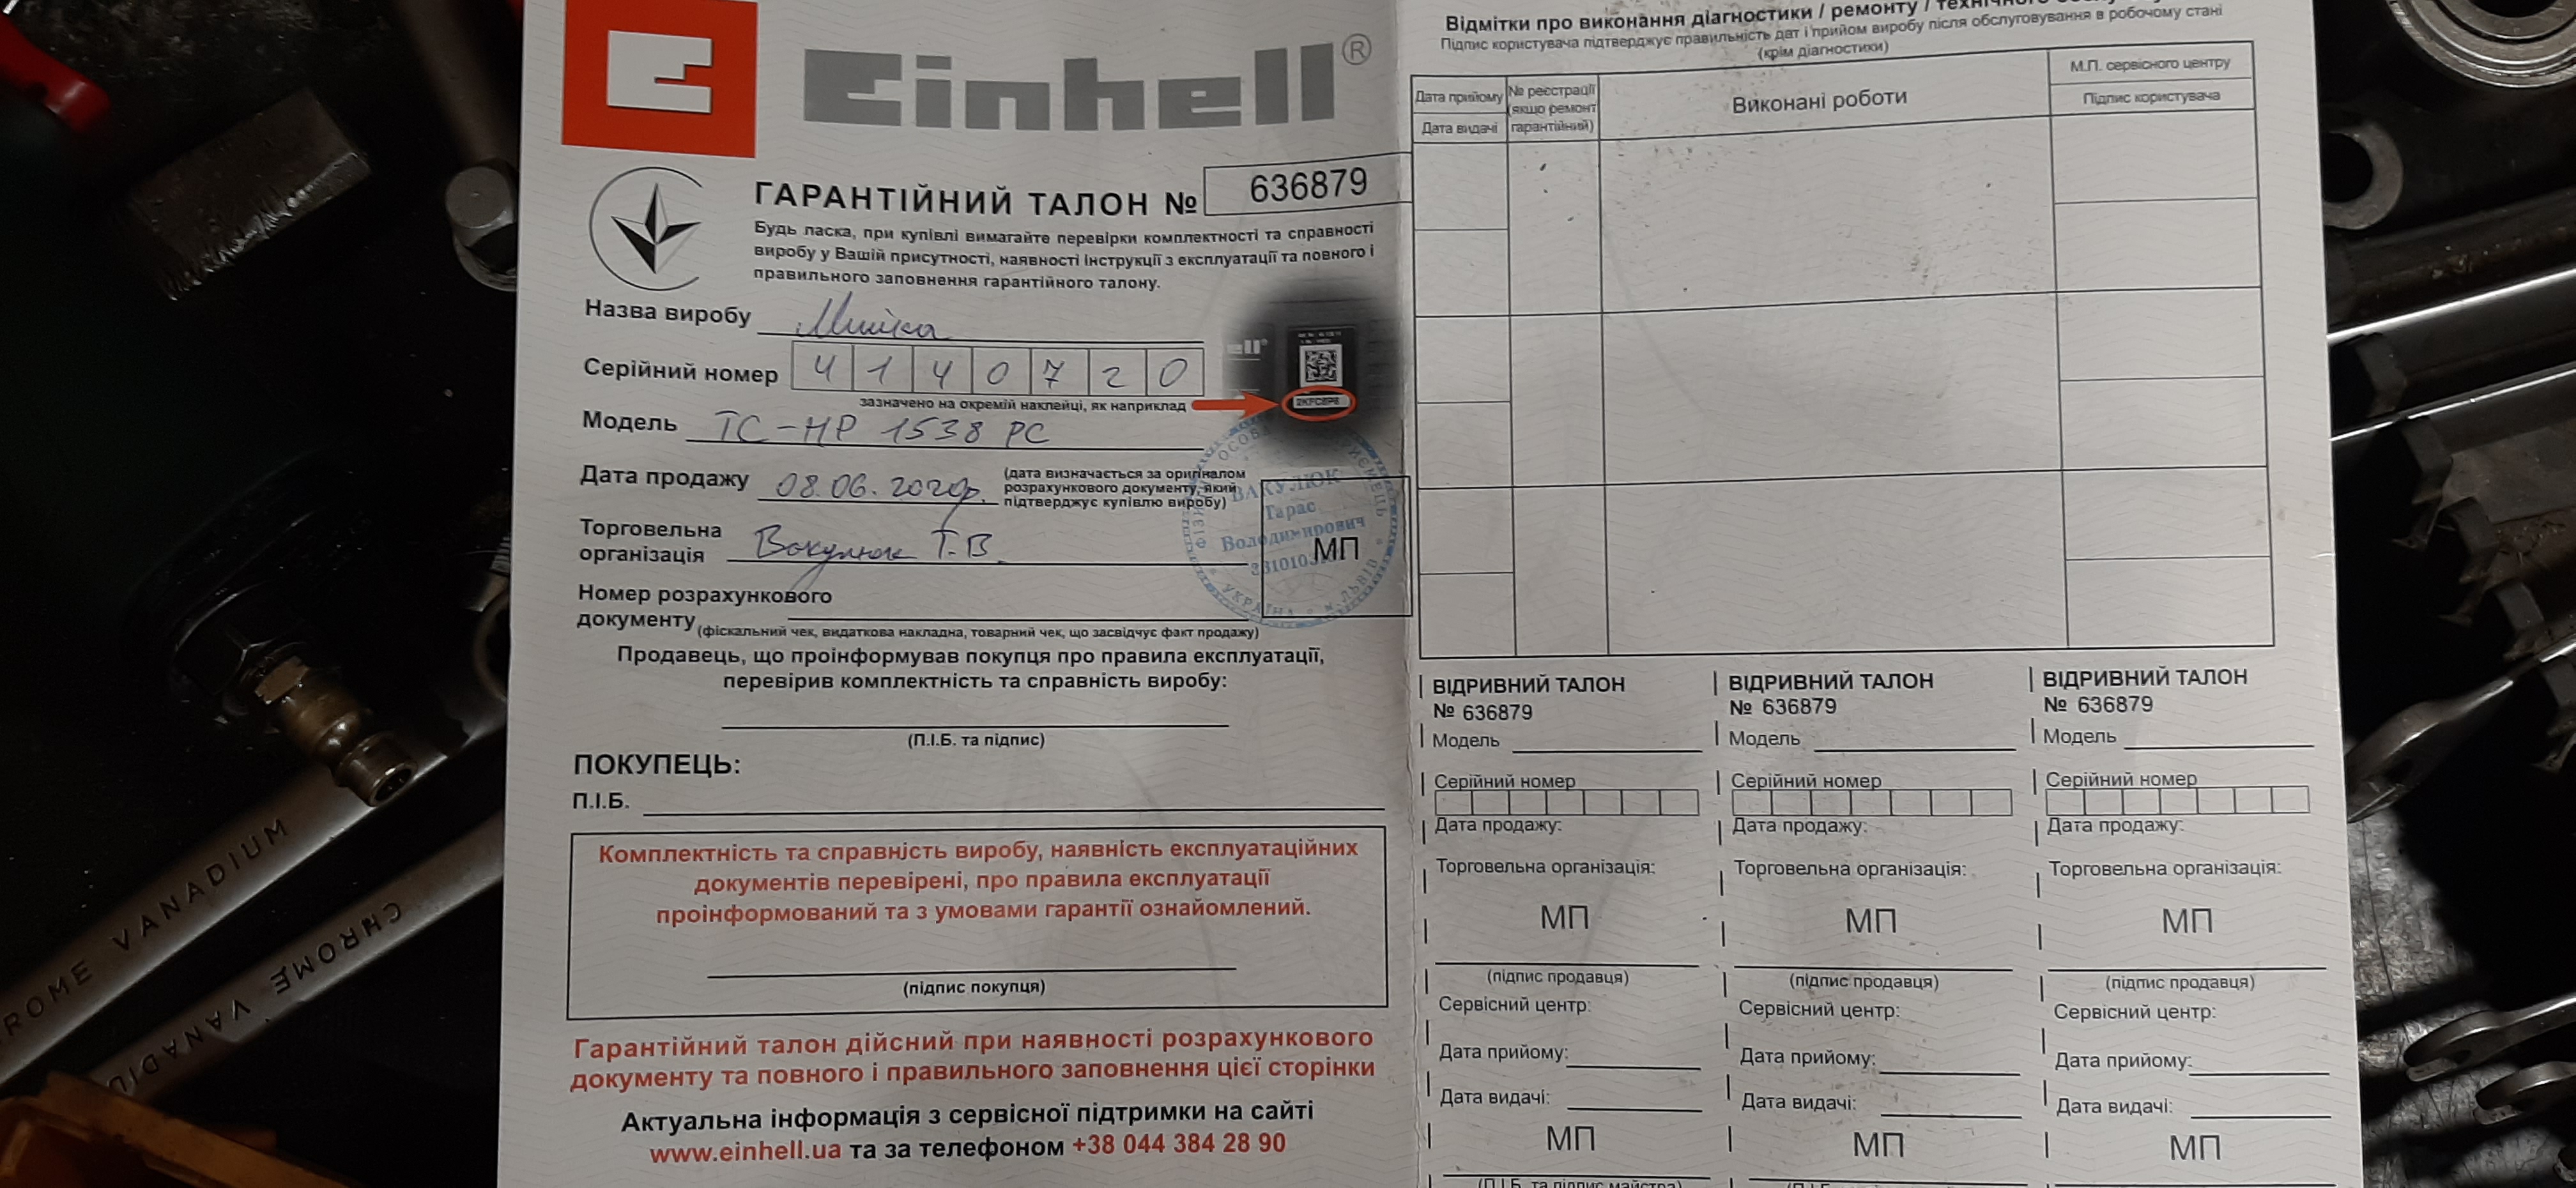 Einhell®
ГАРАНТІЙНИЙ ТАЛОН № 636879
Будь ласка, при купівлі вимагайте перевірки комплектності та справності
виробу у Вашій присутності, наявності інструкції з експлуатації та повного і
правильного заповнення гарантійного талону.
Назва виробу Мийка
ell®
Серійний номер 4140720
зазначено на окремій наклейці, як наприклад
Модель TC-HP 1538 PC
Дата продажу 08.06.2020р.
(дата визначається за оригіналом
розрахункового документу, який
підтверджує купівлю виробу)
Торговельна
організація Вакулюк Т.В.
ВАКУЛЮК
Тарас
Володимирович
МП
УКРАЇНА * м. ЛЬВІВ
Номер розрахункового
документу
(фіскальний чек, видаткова накладна, товарний чек, що засвідчує факт продажу)
Продавець, що проінформував покупця про правила експлуатації,
перевірив комплектність та справність виробу:
(П.І.Б. та підпис)
ПОКУПЕЦЬ:
П.І.Б.
Комплектність та справність виробу, наявність експлуатаційних
документів перевірені, про правила експлуатації
проінформований та з умовами гарантії ознайомлений.
(підпис покупця)
Гарантійний талон дійсний при наявності розрахункового
документу та повного і правильного заповнення цієї сторінки
Актуальна інформація з сервісної підтримки на сайті
www.einhell.ua та за телефоном +38 044 384 28 90
Відмітки про виконання діагностики / ремонту /
Підпис користувача підтверджує правильність дат і прийом виробу після обслуговування в робочому стані
(крім діагностики)
Дата прийому
Дата видачі
№ реєстрації
(якщо ремонт
гарантійний)
Виконані роботи
М.П. сервісного центру
Підпис користувача
ВІДРИВНИЙ ТАЛОН
№ 636879
Модель
Серійний номер
Дата продажу:
Торговельна організація:
МП
(підпис продавця)
Сервісний центр:
Дата прийому:
Дата видачі:
МП
(П.І.Б. та підпис майстра)
ВІДРИВНИЙ ТАЛОН
№ 636879
Модель
Серійний номер
Дата продажу:
Торговельна організація:
МП
(підпис продавця)
Сервісний центр:
Дата прийому:
Дата видачі:
МП
ВІДРИВНИЙ ТАЛОН
№ 636879
Модель
Серійний номер
Дата продажу:
Торговельна організація:
МП
(підпис продавця)
Сервісний центр:
Дата прийому:
Дата видачі:
МП
ROME VANADIUM
CHROME VANADIU